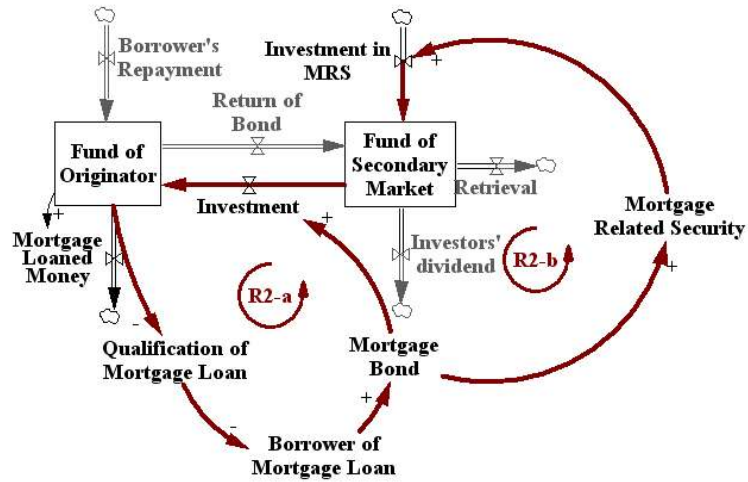 Borrower's
Repayment
Investment in
MRS
+
Return of
Bond
Fund of
Originator
Fund of
Secondary
Market
Retrieval
Investment
+
+
Mortgage
Loaned
Money
Mortgage
Related Security
Investors'
dividend
R2-a
R2-b
+
-
Qualification of
Mortgage Loan
Mortgage
Bond
+
-
Borrower of
Mortgage Loan